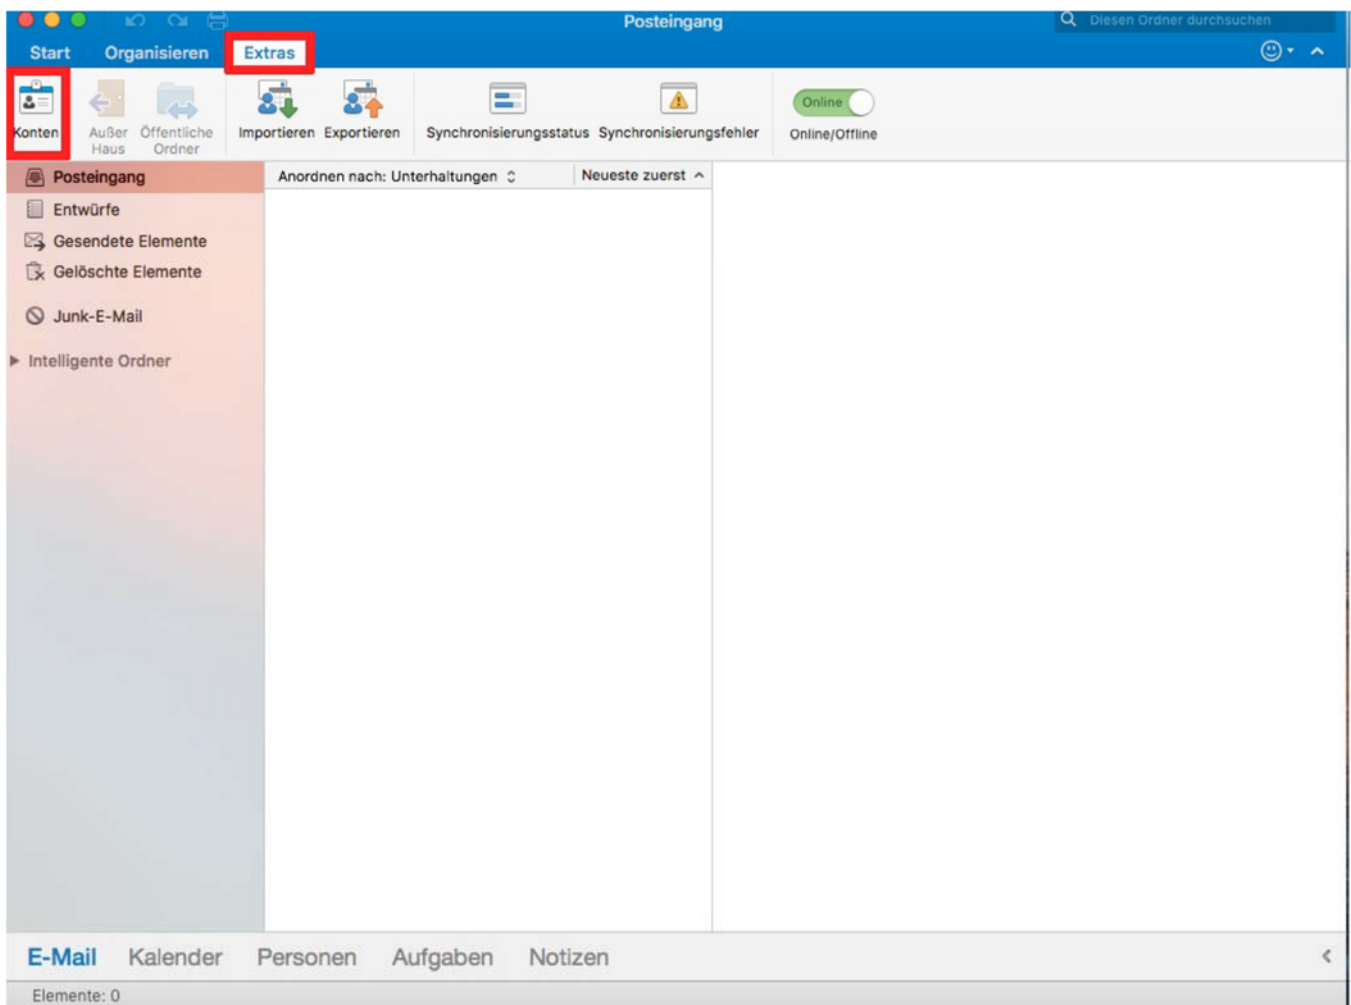 Posteingang
Diesen Ordner durchsuchen
Start Organisieren Extras
Konten
Außer Haus
Öffentliche Ordner
Importieren
Exportieren
Synchronisierungsstatus
Synchronisierungsfehler
Online
Online/Offline
Posteingang
Entwürfe
Gesendete Elemente
Gelöschte Elemente
Junk-E-Mail
Intelligente Ordner
Anordnen nach: Unterhaltungen
Neueste zuerst
E-Mail Kalender Personen Aufgaben Notizen
Elemente: 0